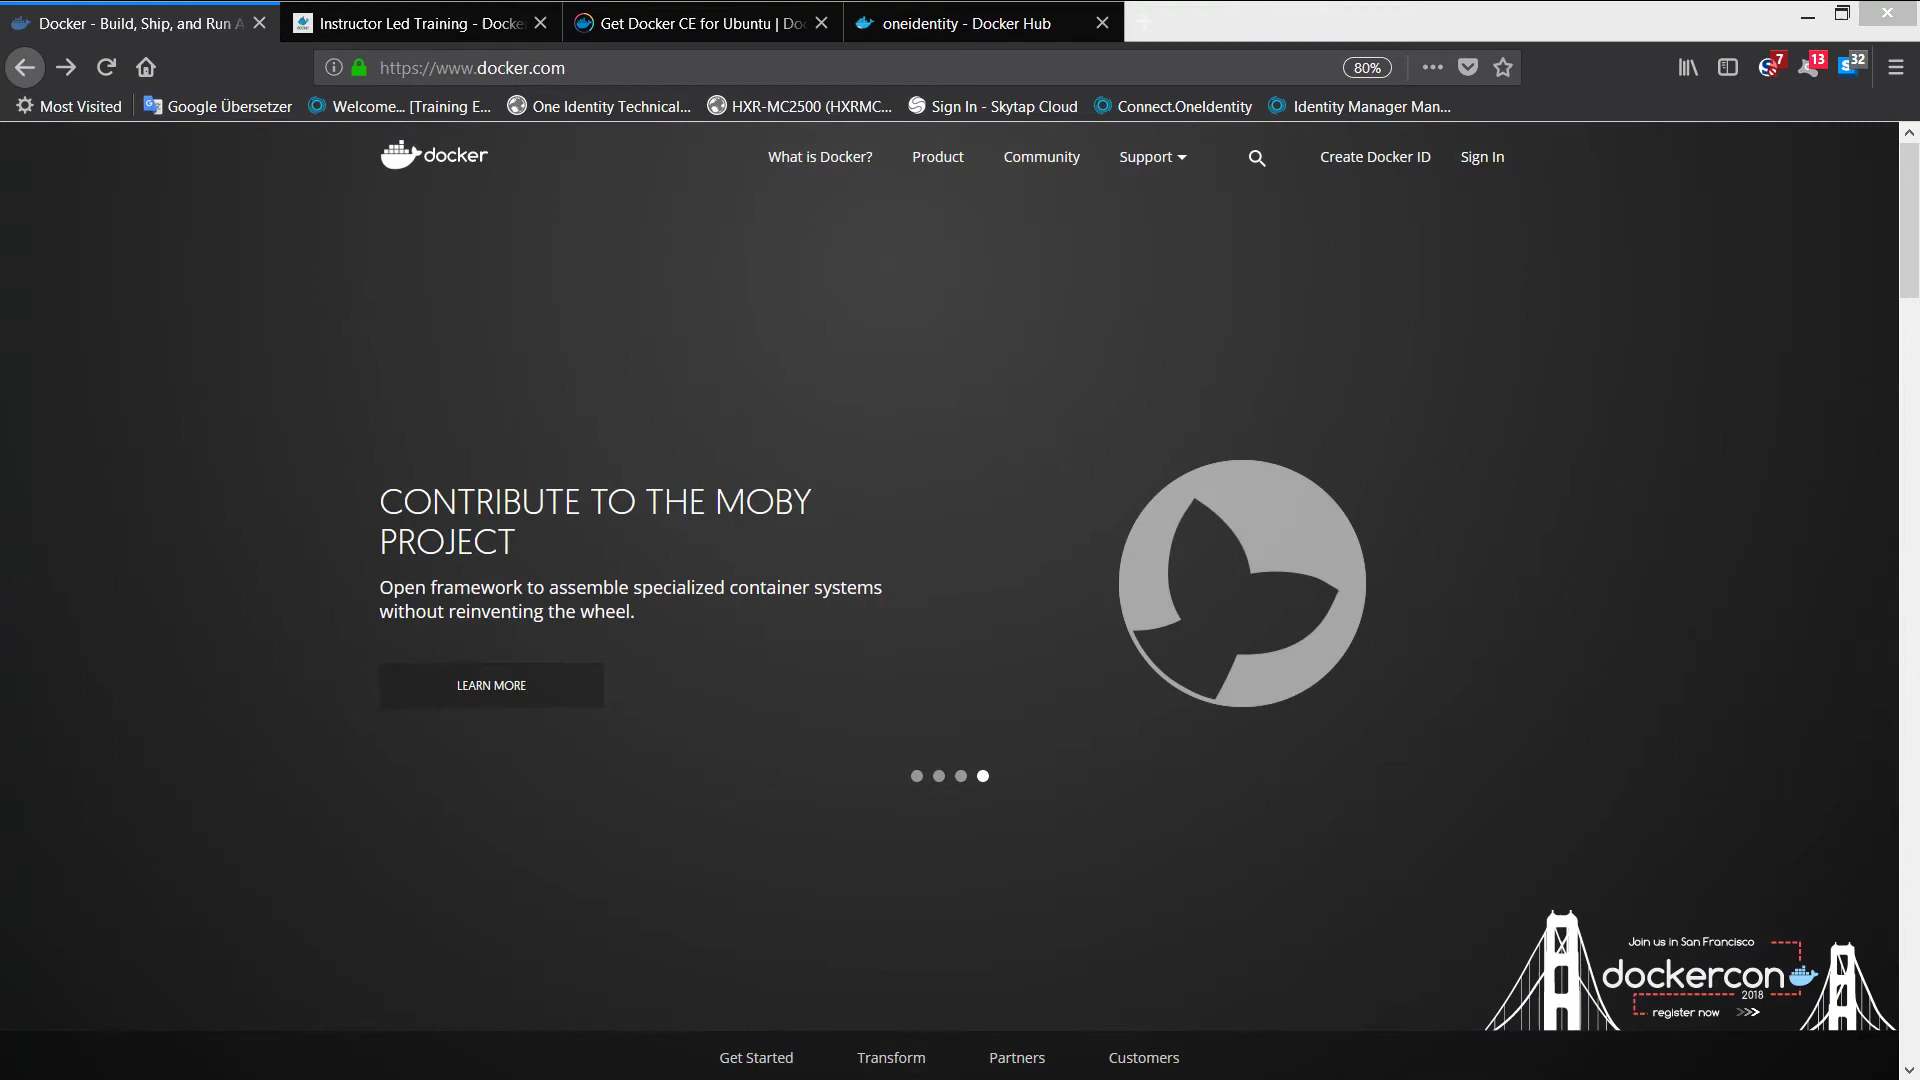 Docker - Build, Ship, and Run A
Instructor Led Training - Docke
Get Docker CE for Ubuntu | Do
oneidentity - Docker Hub
https://www.docker.com
80%
7
13
S
32
Most Visited
Google Übersetzer
Welcome... [Training E...
One Identity Technical...
HXR-MC2500 (HXRMC...
Sign In - Skytap Cloud
Connect.OneIdentity
Identity Manager Man...
docker
What is Docker?
Product
Community
Support
Create Docker ID
Sign In
CONTRIBUTE TO THE MOBY
PROJECT
Open framework to assemble specialized container systems
without reinventing the wheel.
LEARN MORE
Join us in San Francisco
dockercon
2018
register now >>>
Get Started
Transform
Partners
Customers